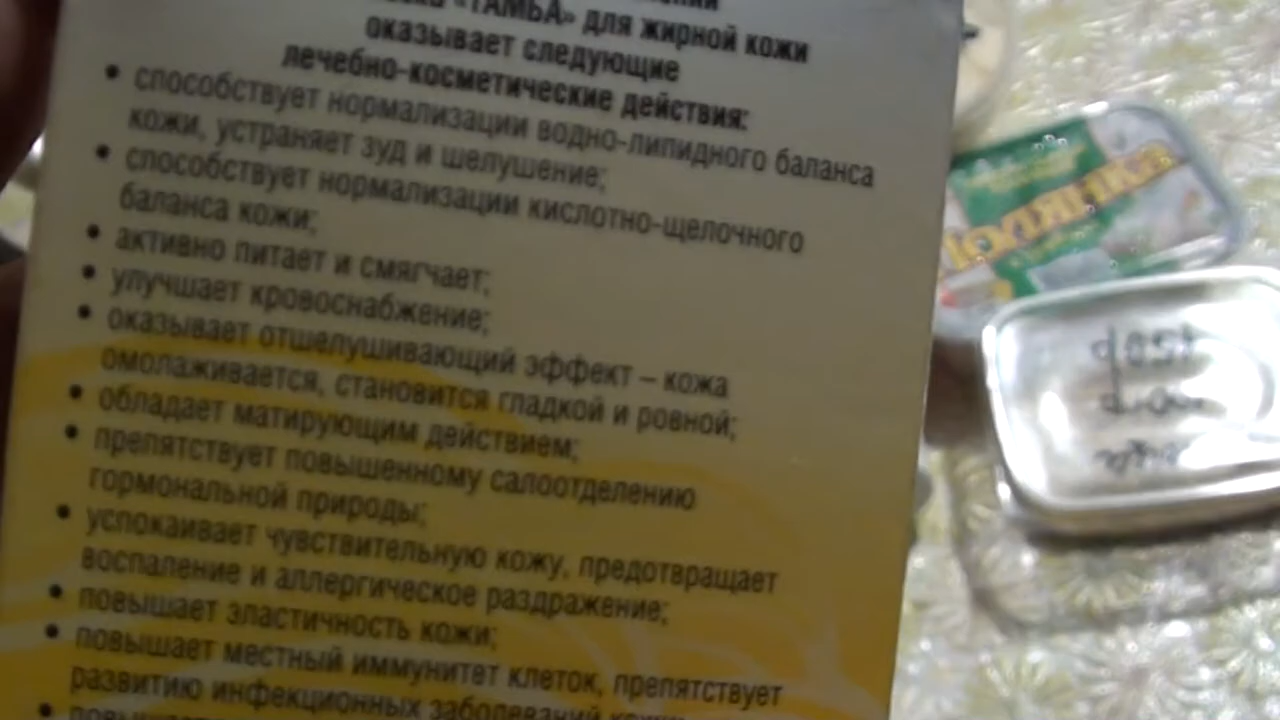 «ТАМБА» для жирной кожи
оказывает следующие
лечебно-косметические действия:
• способствует нормализации водно-липидного баланса
кожи, устраняет зуд и шелушение;
• способствует нормализации кислотно-щелочного
баланса кожи;
• активно питает и смягчает;
• улучшает кровоснабжение;
• оказывает отшелушивающий эффект – кожа
омолаживается, становится гладкой и ровной;
• обладает матирующим действием;
• препятствует повышенному салоотделению
гормональной природы;
• успокаивает чувствительную кожу, предотвращает
воспаление и аллергическое раздражение;
• повышает эластичность кожи;
• повышает местный иммунитет клеток, препятствует
развитию инфекционных заболеваний кожи;